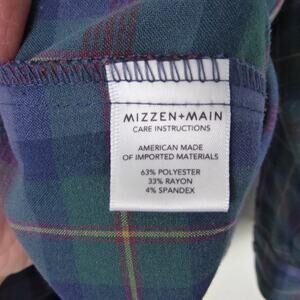 MIZZEN+MAIN
CARE INSTRUCTIONS
AMERICAN MADE
OF IMPORTED MATERIALS
63% POLYESTER
33% RAYON
4% SPANDEX